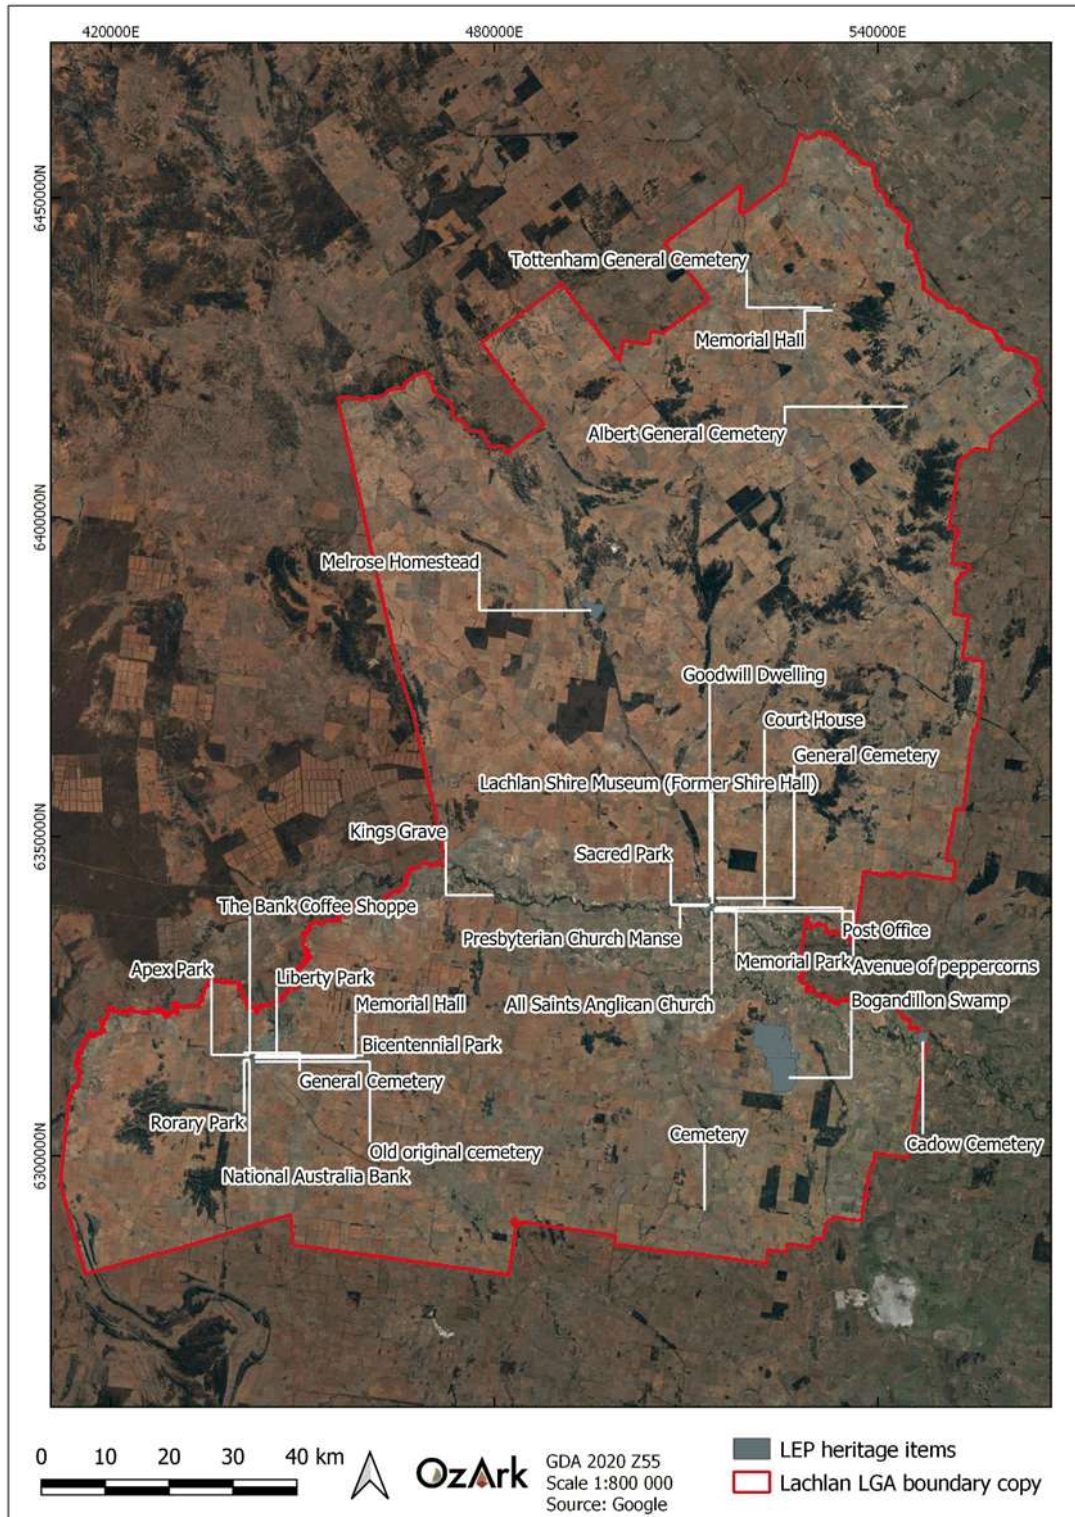 420000E
480000E
540000E
6450000N
6400000N
6350000N
6300000N
Tottenham General Cemetery
Memorial Hall
Albert General Cemetery
Melrose Homestead
Goodwill Dwelling
Court House
General Cemetery
Lachlan Shire Museum (Former Shire Hall)
Kings Grave
Sacred Park
The Bank Coffee Shoppe
Presbyterian Church Manse
Post Office
Memorial Park
Avenue of peppercorns
Apex Park
Liberty Park
All Saints Anglican Church
Bogandillon Swamp
Memorial Hall
Bicentennial Park
General Cemetery
Rorary Park
Old original cemetery
Cemetery
Cadow Cemetery
National Australia Bank
0 10 20 30 40 km
OzArk
GDA 2020 Z55
Scale 1:800 000
Source: Google
LEP heritage items
Lachlan LGA boundary copy